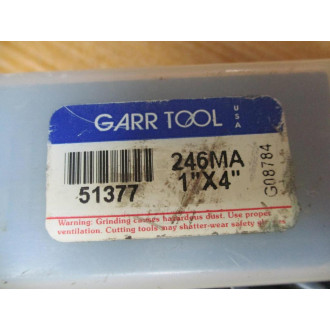 GARR TOOL
USA
246MA
1"X4"
51377
G08784
Warning: Grinding causes hazardous dust. Use proper
ventilation. Cutting tools may shatter-wear safety